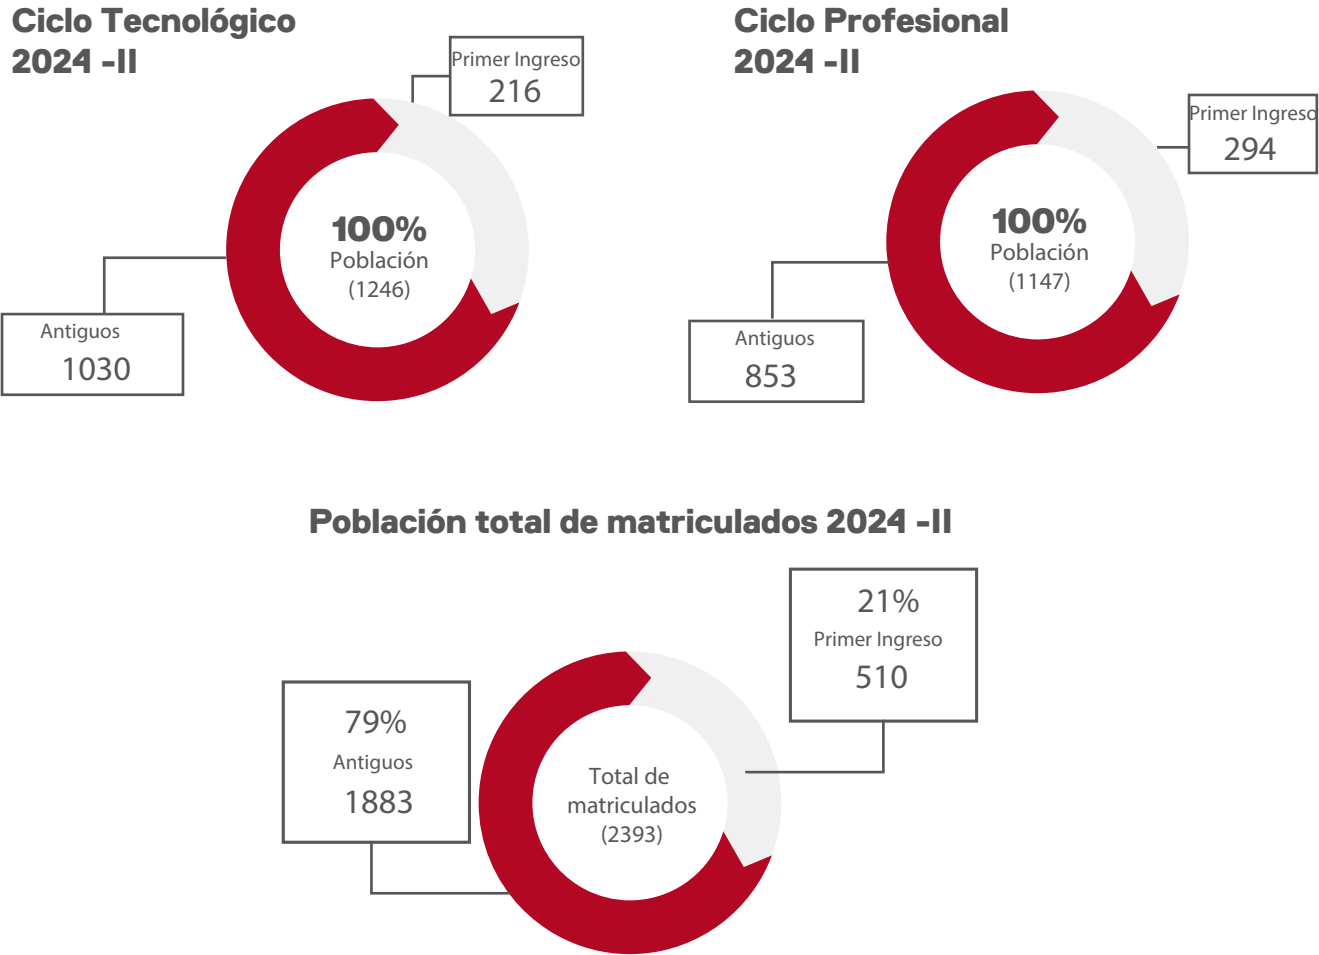 Ciclo Tecnológico
2024 -II
Primer Ingreso
216
100%
Población
(1246)
Antiguos
1030
Ciclo Profesional
2024 -II
Primer Ingreso
294
100%
Población
(1147)
Antiguos
853
Población total de matriculados 2024 -II
21%
Primer Ingreso
510
79%
Antiguos
1883
Total de
matriculados
(2393)